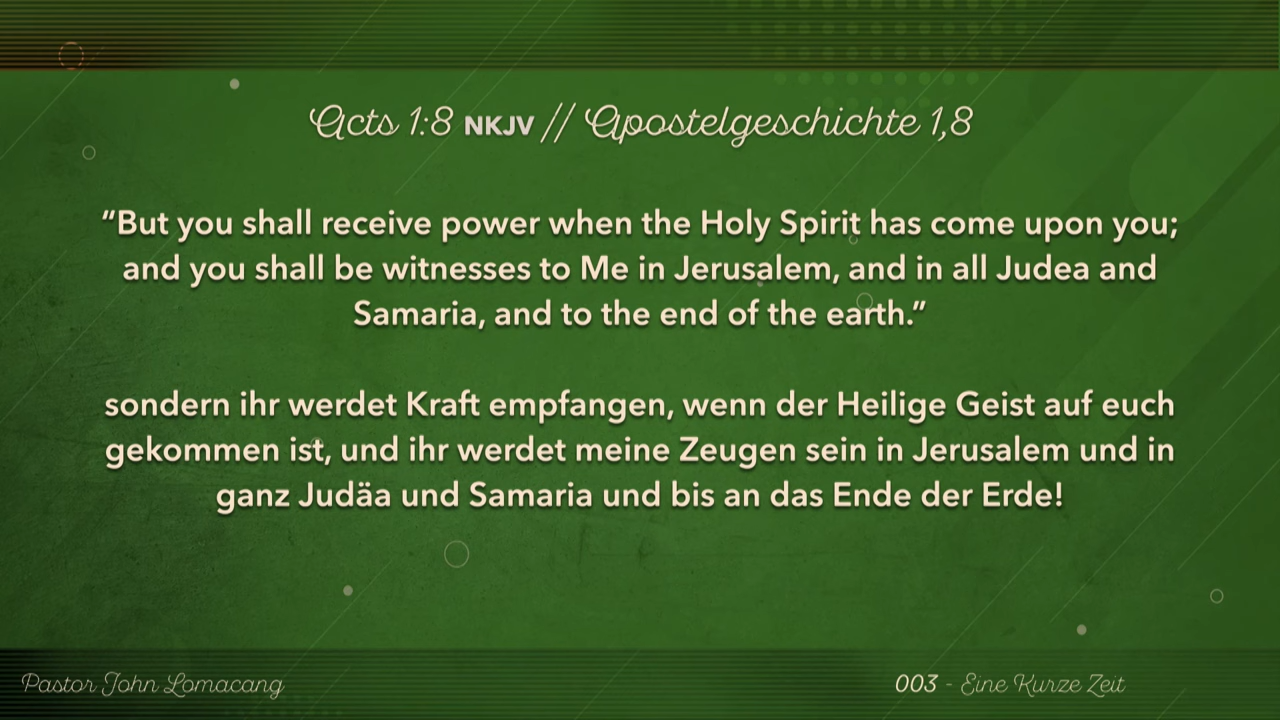 Acts 1:8 NKJV // Apostelgeschichte 1,8
“But you shall receive power when the Holy Spirit has come upon you;
and you shall be witnesses to Me in Jerusalem, and in all Judea and
Samaria, and to the end of the earth.”
sondern ihr werdet Kraft empfangen, wenn der Heilige Geist auf euch
gekommen ist, und ihr werdet meine Zeugen sein in Jerusalem und in
ganz Judäa und Samaria und bis an das Ende der Erde!
Pastor John Lomacang
003 - Eine Kurze Zeit